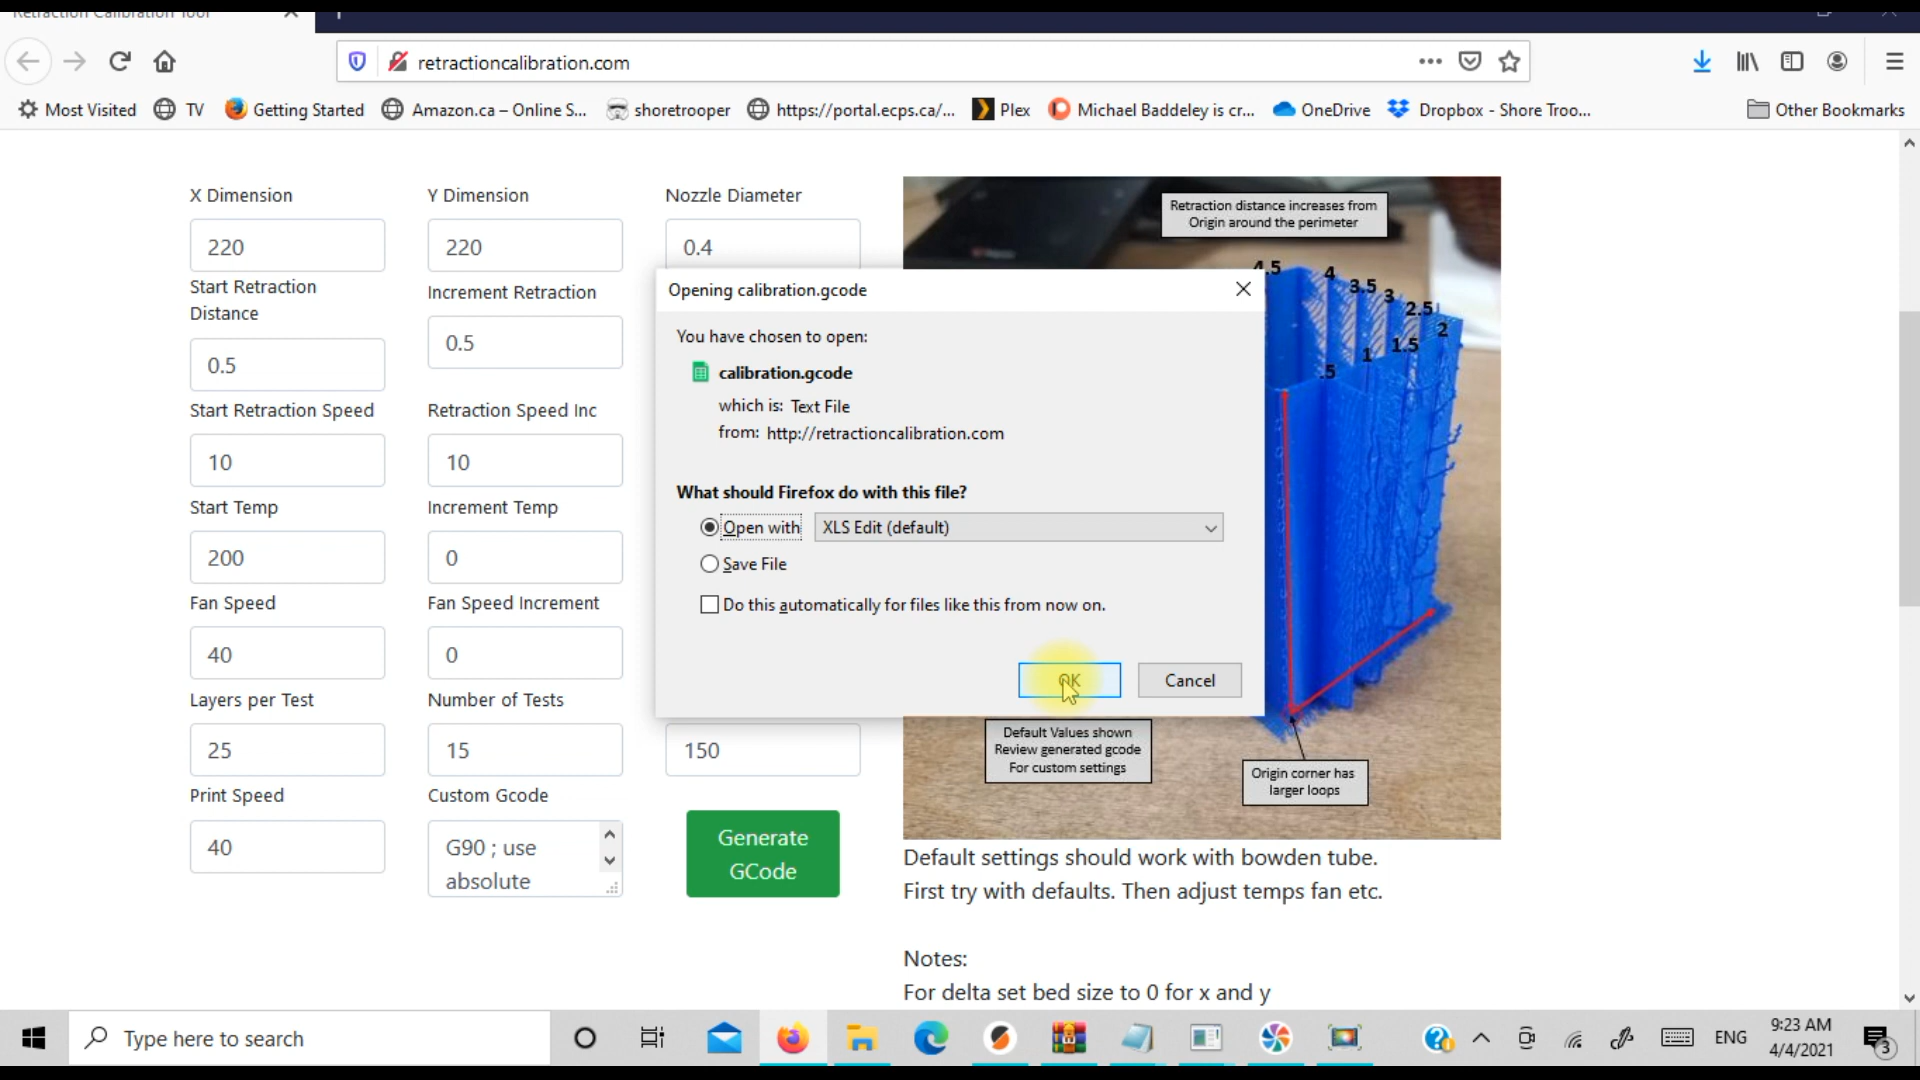 Retraction Calibration Tool
retractioncalibration.com
Most Visited
TV
Getting Started
Amazon.ca – Online S...
shoretrooper
https://portal.ecps.ca/...
Plex
Michael Baddeley is cr...
OneDrive
Dropbox - Shore Troo...
Other Bookmarks
X Dimension
Y Dimension
Nozzle Diameter
220
220
0.4
Start Retraction
Distance
Increment Retraction
0.5
0.5
Start Retraction Speed
Retraction Speed Inc
10
10
Start Temp
Increment Temp
200
0
Fan Speed
Fan Speed Increment
40
0
Layers per Test
Number of Tests
25
15
150
Print Speed
Custom Gcode
40
G90 ; use
absolute
Generate
GCode
Opening calibration.gcode
You have chosen to open:
calibration.gcode
which is: Text File
from: http://retractioncalibration.com
What should Firefox do with this file?
Open with
XLS Edit (default)
Save File
Do this automatically for files like this from now on.
OK
Cancel
Retraction distance increases from
Origin around the perimeter
4.5
4
3.5
3
2.5
2
1.5
1
.5
Default Values shown
Review generated gcode
For custom settings
Origin corner has
larger loops
Default settings should work with bowden tube.
First try with defaults. Then adjust temps fan etc.
Notes:
For delta set bed size to 0 for x and y
Type here to search
ENG
9:23 AM
4/4/2021
3